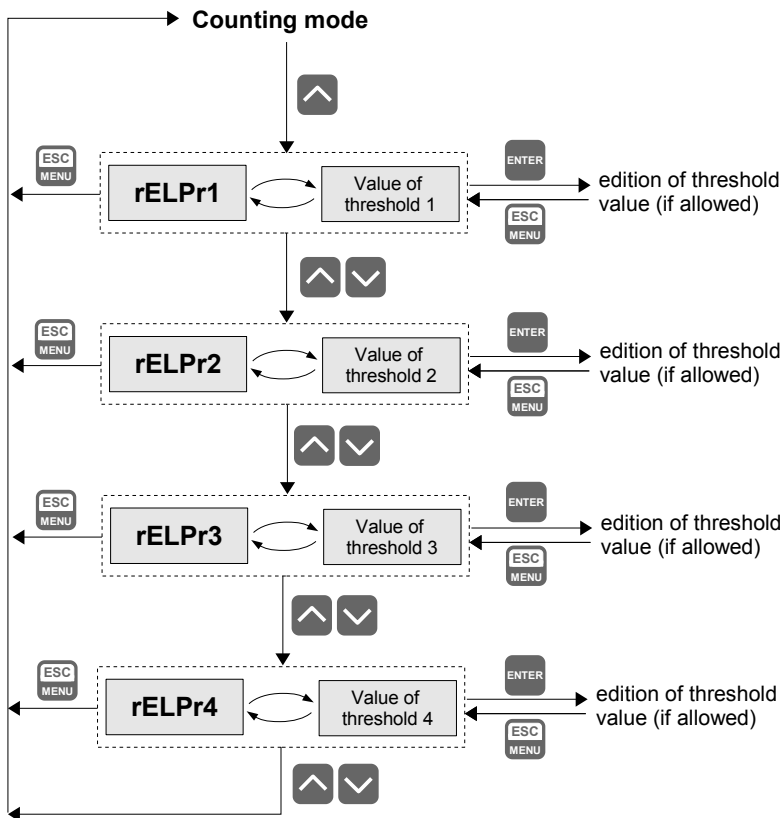 Counting mode
ESC
MENU
rELPr1
Value of
threshold 1
ENTER
ESC
MENU
edition of threshold
value (if allowed)
ESC
MENU
rELPr2
Value of
threshold 2
ENTER
ESC
MENU
edition of threshold
value (if allowed)
ESC
MENU
rELPr3
Value of
threshold 3
ENTER
ESC
MENU
edition of threshold
value (if allowed)
ESC
MENU
rELPr4
Value of
threshold 4
ENTER
ESC
MENU
edition of threshold
value (if allowed)